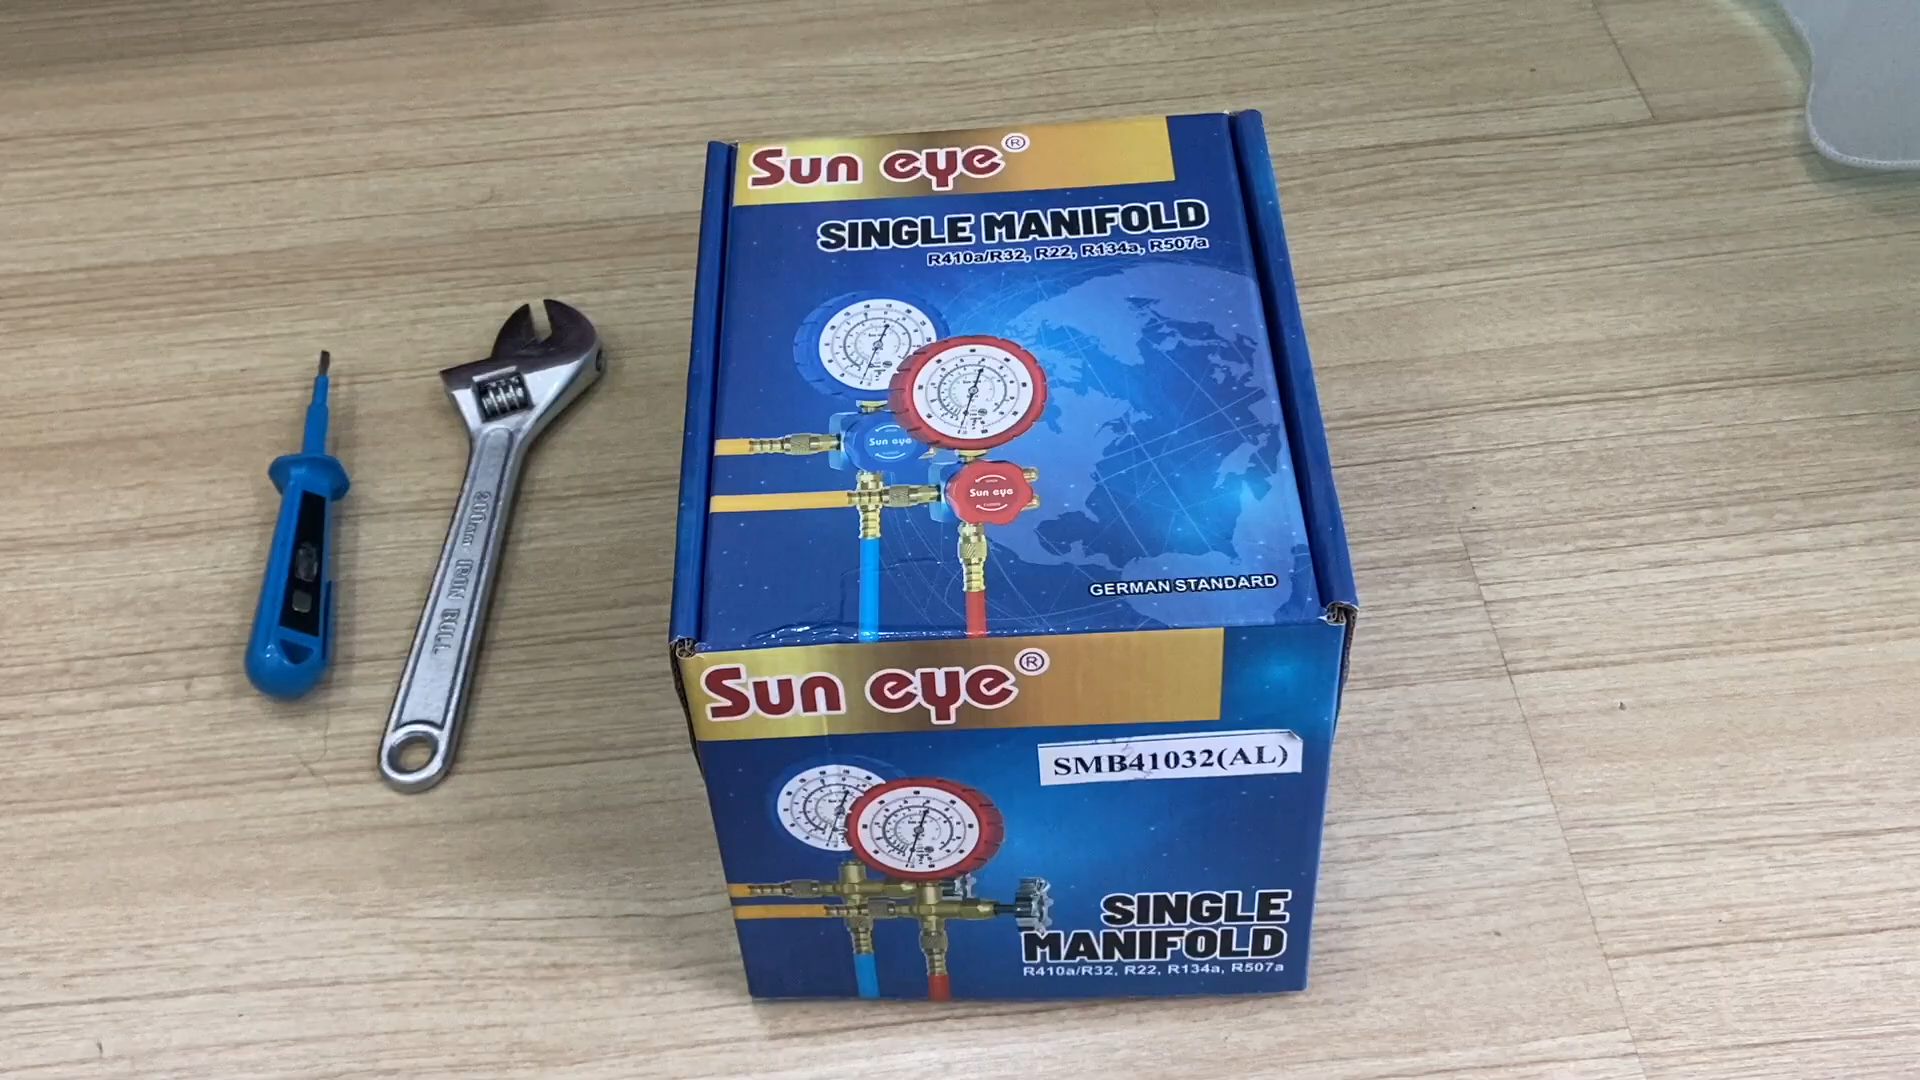 Sun eye®
SINGLE MANIFOLD
R410a/R32, R22, R134a, R507a
Sun eye
Sun eye
GERMAN STANDARD
Sun eye®
SMB41032(AL)
SINGLE
MANIFOLD
R410a/R32, R22, R134a, R507a